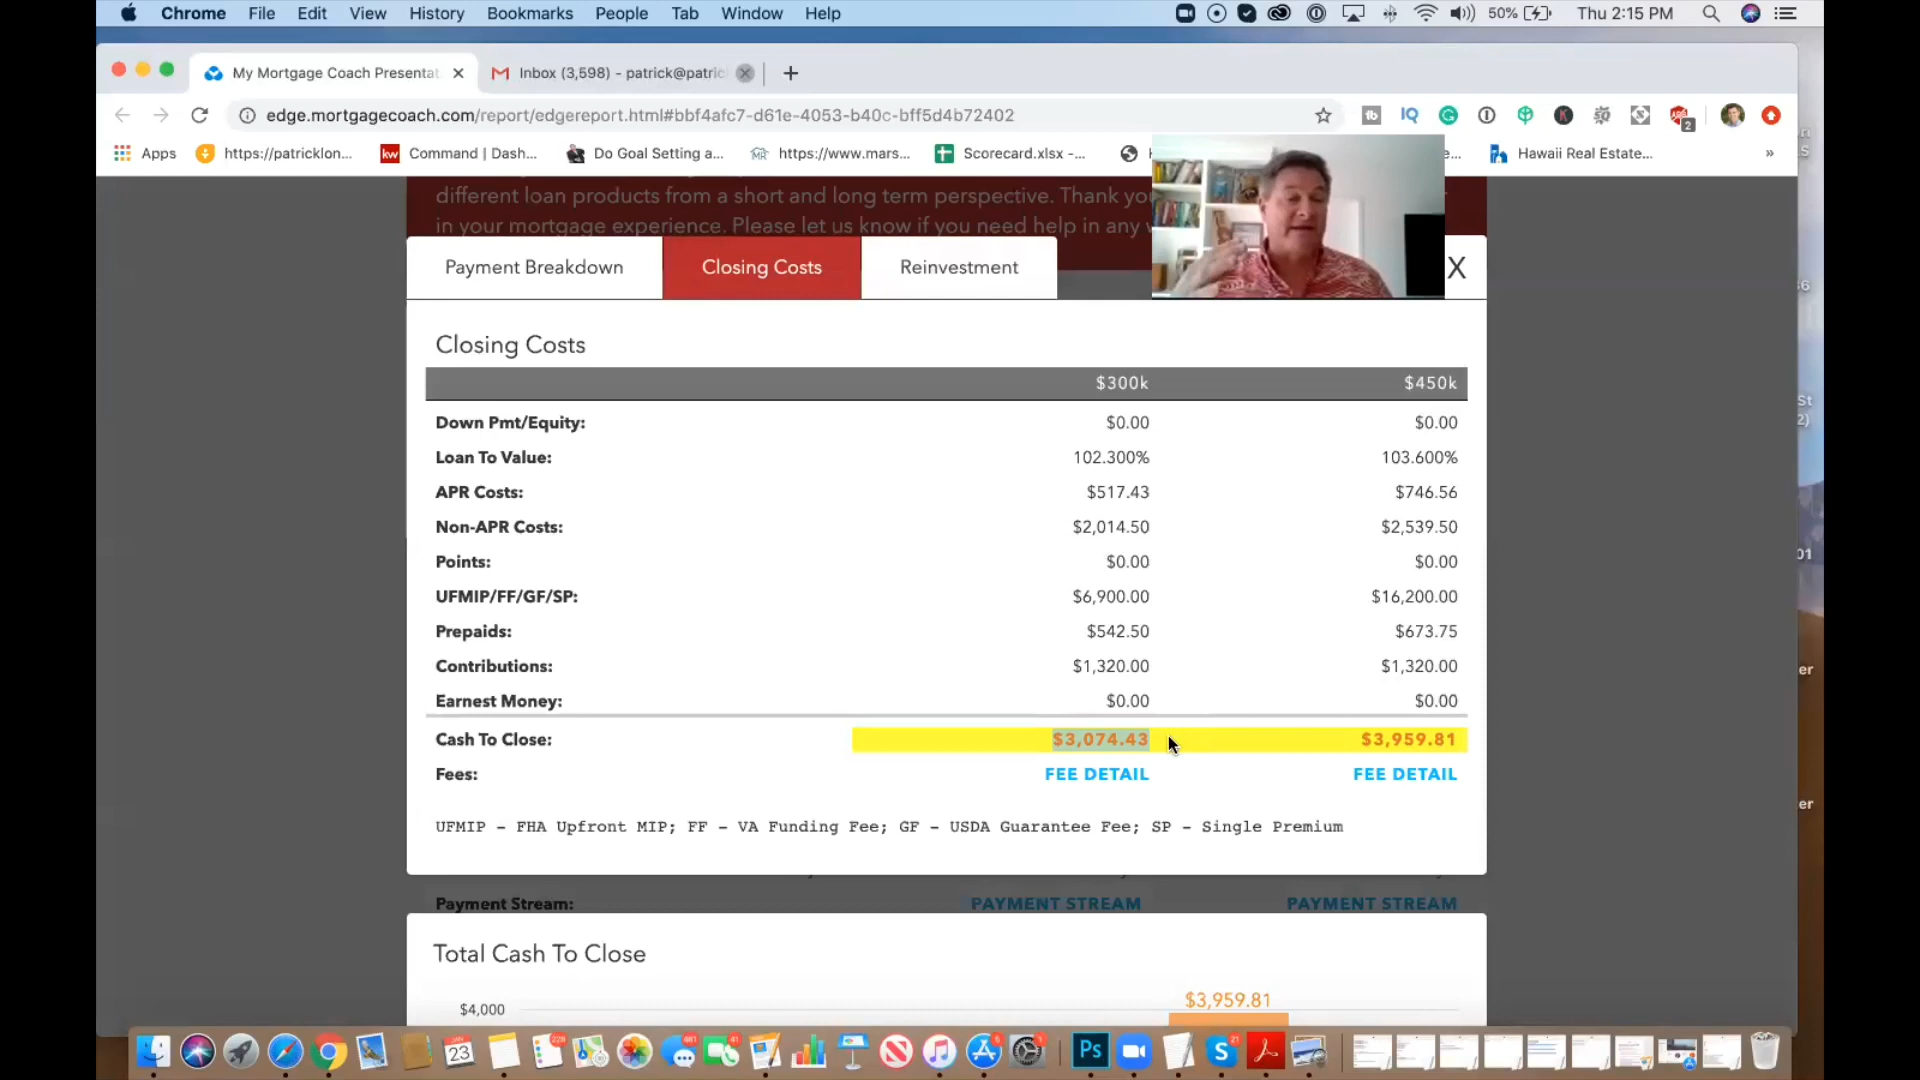 Chrome File Edit View History Bookmarks People Tab Window Help 50% Thu 2:15 PM
My Mortgage Coach Presentat Inbox (3,598) - patrick@patric
edge.mortgagecoach.com/report/edgereport.html#bbf4afc7-d61e-4053-b40c-bff5d4b72402
Apps https://patricklon... kw Command | Dash... Do Goal Setting a... https://www.mars... Scorecard.xlsx -... e... Hawaii Real Estate... »
different loan products from a short and long term perspective. Thank you
in your mortgage experience. Please let us know if you need help in any
Payment Breakdown Closing Costs Reinvestment X
Closing Costs
$300k $450k
Down Pmt/Equity: $0.00 $0.00
Loan To Value: 102.300% 103.600%
APR Costs: $517.43 $746.56
Non-APR Costs: $2,014.50 $2,539.50
Points: $0.00 $0.00
UFMIP/FF/GF/SP: $6,900.00 $16,200.00
Prepaids: $542.50 $673.75
Contributions: $1,320.00 $1,320.00
Earnest Money: $0.00 $0.00
Cash To Close: $3,074.43 $3,959.81
Fees: FEE DETAIL FEE DETAIL
UFMIP - FHA Upfront MIP; FF - VA Funding Fee; GF - USDA Guarantee Fee; SP - Single Premium
Payment Stream: PAYMENT STREAM PAYMENT STREAM
Total Cash To Close
$3,959.81
$4,000
JAN
23
Ps